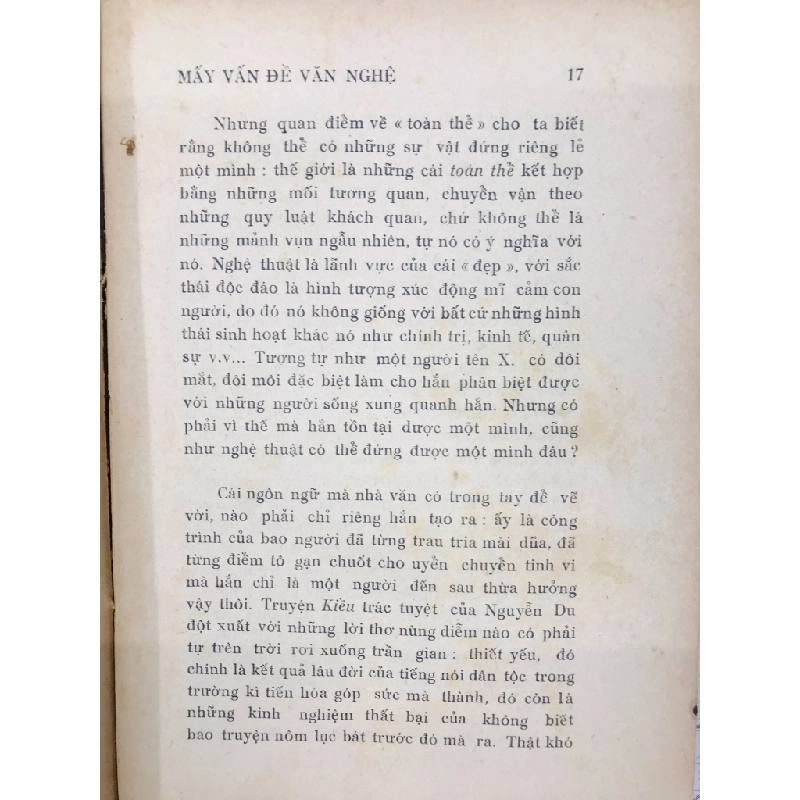 MẤY VẤN ĐỀ VĂN NGHỆ 17
Nhưng quan điểm về « toàn thể » cho ta biết
rằng không thể có những sự vật đứng riêng lẻ
một mình : thế giới là những cái toàn thể kết hợp
bằng những mối tương quan, chuyển vận theo
những quy luật khách quan, chứ không thể là
những mảnh vụn ngẫu nhiên, tự nó có ý nghĩa với
nó. Nghệ thuật là lãnh vực của cái « đẹp », với sắc
thái độc đáo là hình tượng xúc động mĩ cảm con
người, do đó nó không giống với bất cứ những hình
thái sinh hoạt khác nó như chính trị, kinh tế, quân
sự v.v... Tương tự như một người tên X. có đôi
mắt, đôi môi đặc biệt làm cho hắn phân biệt được
với những người sống xung quanh hắn. Nhưng có
phải vì thế mà hắn tồn tại được một mình, cũng
như nghệ thuật có thể đứng được một mình đâu ?
Cái ngôn ngữ mà nhà văn có trong tay để vẽ
vời, nào phải chỉ riêng hắn tạo ra : ấy là công
trình của bao người đã từng trau tria mài dũa, đã
từng điểm tô gạn chuốt cho uyển chuyển tinh vi
mà hắn chỉ là một người đến sau thừa hưởng
vậy thôi. Truyện Kiều trác tuyệt của Nguyễn Du
đột xuất với những lời thơ nùng diễm nào có phải
tự trên trời rơi xuống trần gian : thiết yếu, đó
chính là kết quả lâu đời của tiếng nói dân tộc trong
trường kì tiến hóa góp sức mà thành, đó còn là
những kinh nghiệm thất bại của không biết
bao truyện nôm lục bát trước đó mà ra. Thật khó